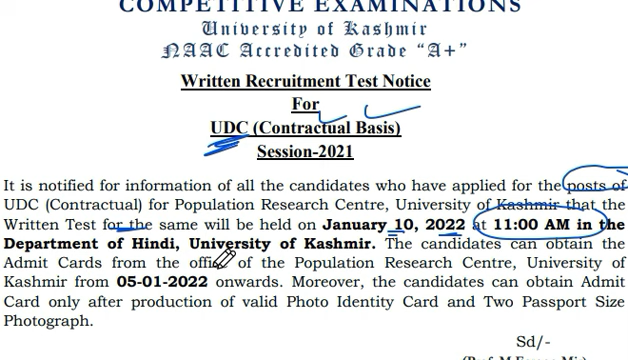 COMPETITIVE EXAMINATIONS
University of Kashmir
NAAC Accredited Grade "A+"
Written Recruitment Test Notice
For
UDC (Contractual Basis)
Session-2021
It is notified for information of all the candidates who have applied for the posts of
UDC (Contractual) for Population Research Centre, University of Kashmir that the
Written Test for the same will be held on January 10, 2022 at 11:00 AM in the
Department of Hindi, University of Kashmir. The candidates can obtain the
Admit Cards from the office of the Population Research Centre, University of
Kashmir from 05-01-2022 onwards. Moreover, the candidates can obtain Admit
Card only after production of valid Photo Identity Card and Two Passport Size
Photograph.
Sd/-